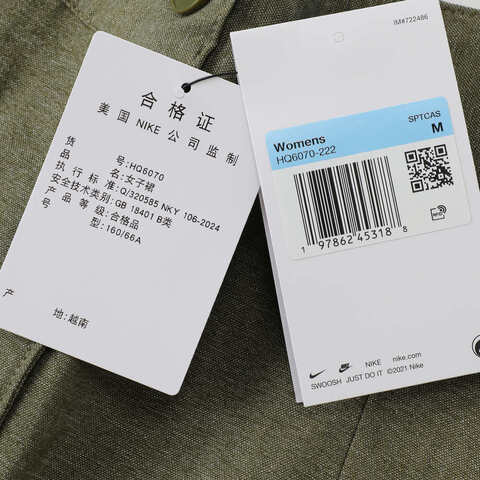 合格证
美国 NIKE 公司监制
货 号: HQ6070
品 名: 女子裙
执行标准: Q/320585 NKY 106-2024
安全技术类别: GB 18401 B类
产品等级: 合格品
号 型: 160/66A
产 地: 越南
IM#722486
SPTCAS
Womens M
HQ6070-222
1 97862 45318 8
NIKE nike.com
SWOOSH JUST DO IT ©2021 Nike